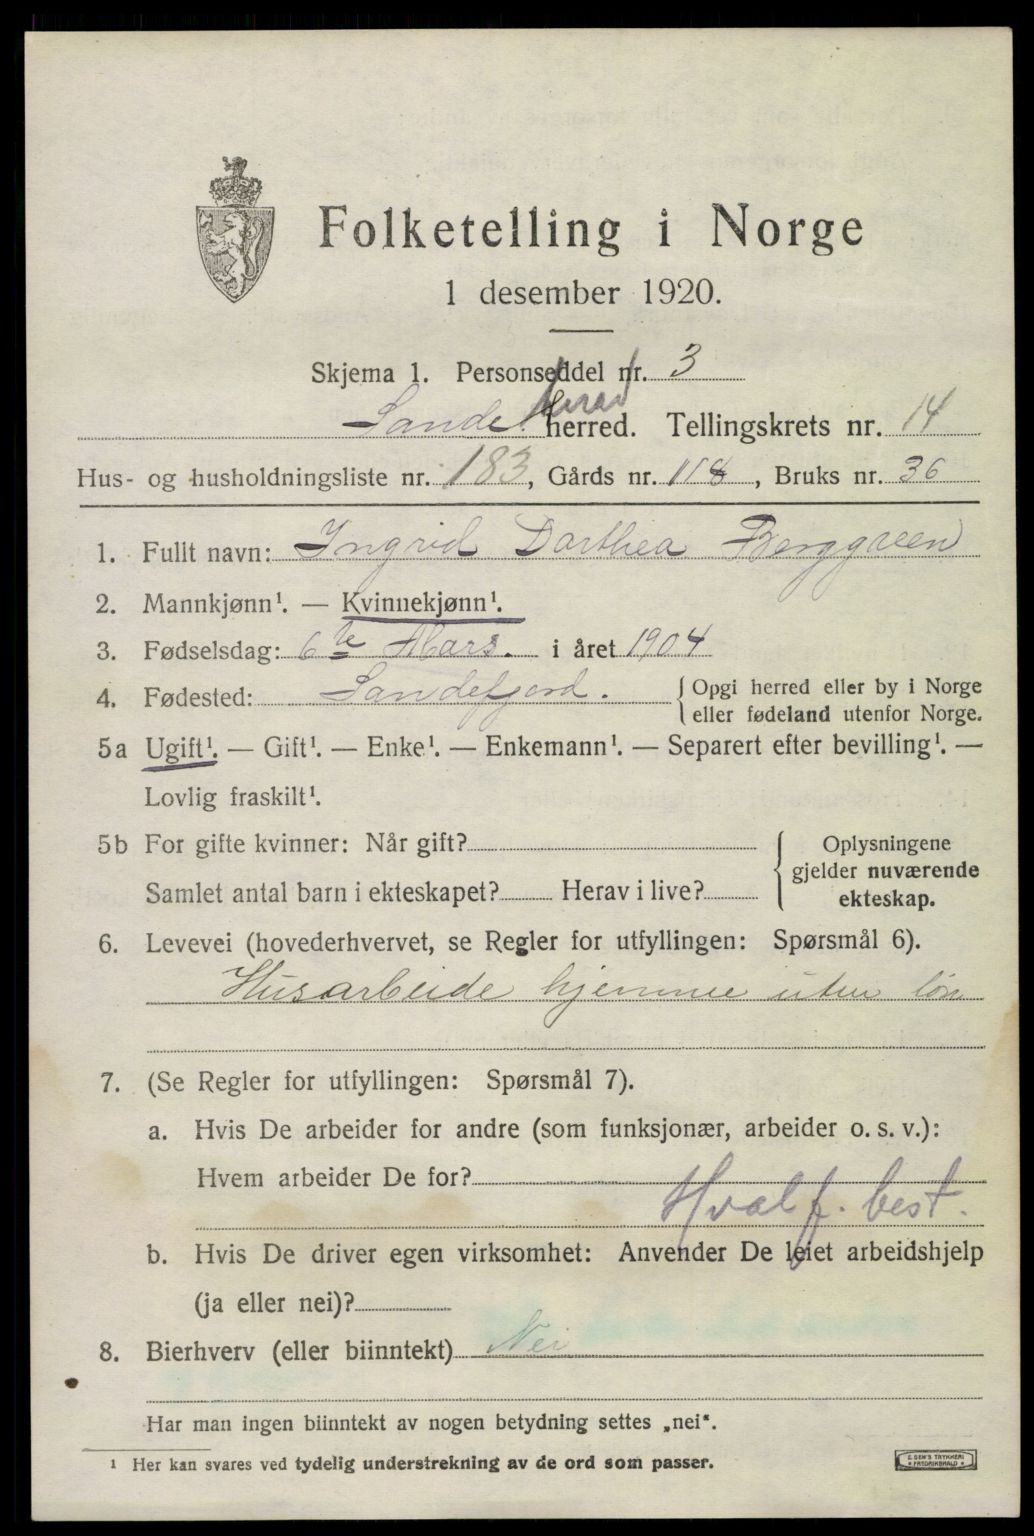 Folketelling i Norge
1 desember 1920.
Skjema 1. Personseddel nr. 3
Sandeherred herred. Tellingskrets nr. 14
Hus- og husholdningsliste nr. 183, Gårds nr. 118, Bruks nr. 36
1. Fullt navn: Ingrid Dorthea Berggreen
2. Mannkjønn¹. — Kvinnekjønn¹.
3. Fødselsdag: 6te Mars. i året 1904
4. Fødested: Sandefjord. Opgi herred eller by i Norge
eller fødeland utenfor Norge.
5a Ugift¹. — Gift¹. — Enke¹. — Enkemann¹. — Separert efter bevilling¹. —
Lovlig fraskilt¹.
5b For gifte kvinner: Når gift? Oplysningene
gjelder nuværende
Samlet antal barn i ekteskapet? Herav i live? ekteskap.
6. Levevei (hovederhvervet, se Regler for utfyllingen: Spørsmål 6).
Husarbeide hjemme uten løn
7. (Se Regler for utfyllingen: Spørsmål 7).
a. Hvis De arbeider for andre (som funksjonær, arbeider o. s. v.):
Hvem arbeider De for?
Hvalf. best.
b. Hvis De driver egen virksomhet: Anvender De leiet arbeidshjelp
(ja eller nei)?
8. Bierhverv (eller biinntekt) Nei
Har man ingen biinntekt av nogen betydning settes „nei".
¹ Her kan svares ved tydelig understrekning av de ord som passer.
E. SEM'S TRYKKERI
FREDRIKSHALD